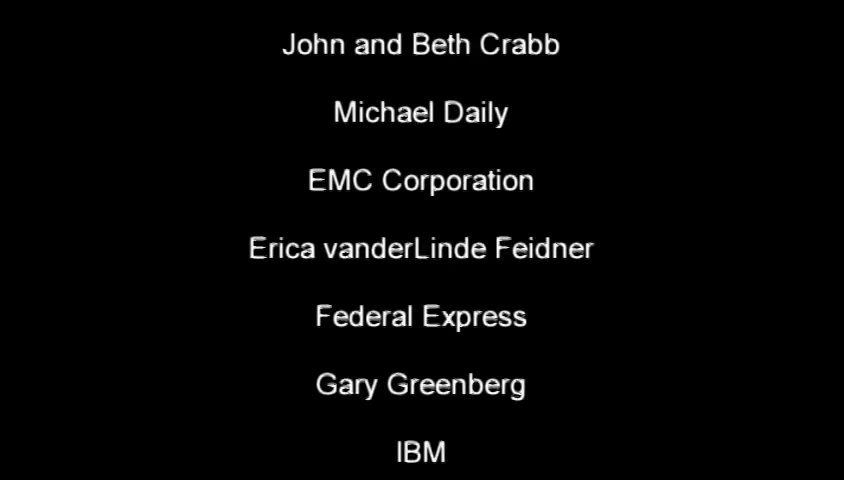 John and Beth Crabb
Michael Daily
EMC Corporation
Erica vanderLinde Feidner
Federal Express
Gary Greenberg
IBM